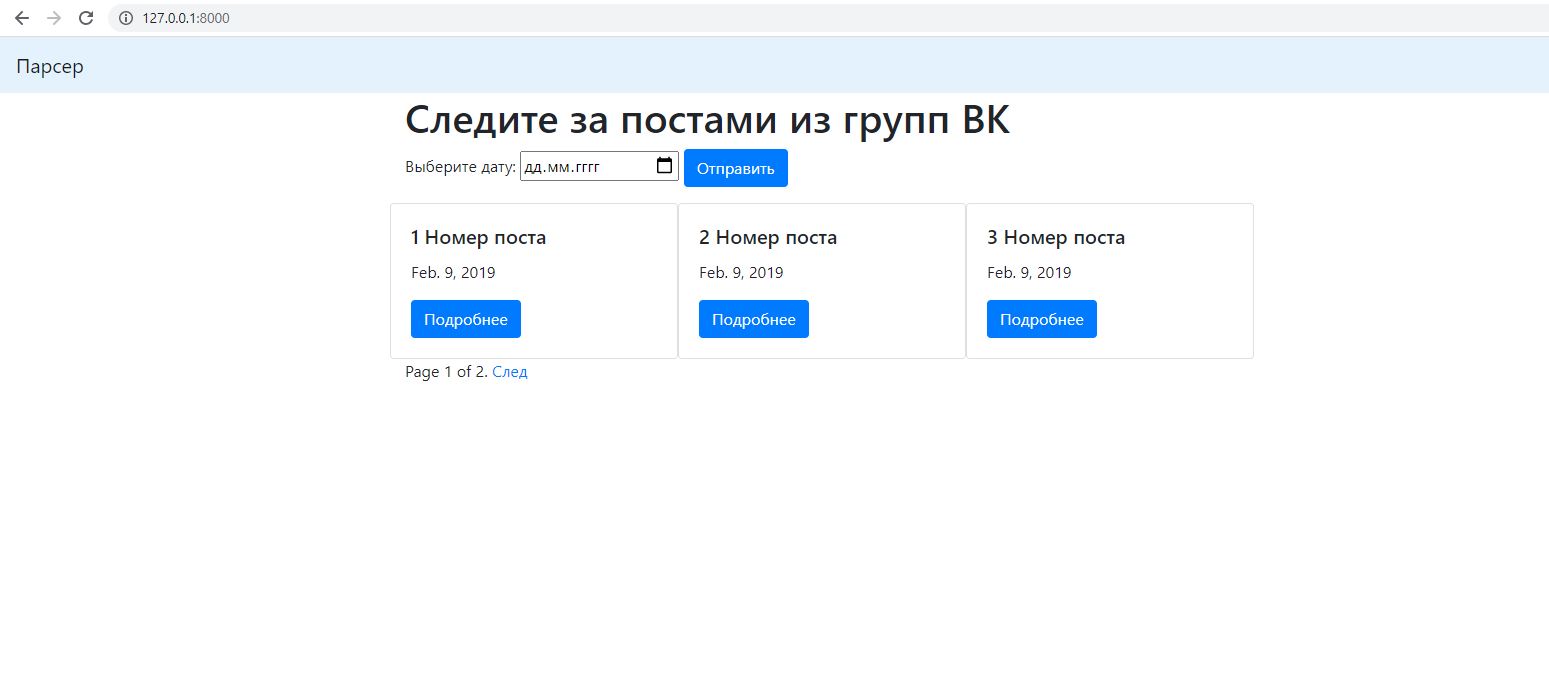 127.0.0.1:8000
Парсер
Следите за постами из групп ВК
Выберите дату: дд.мм.гггг Отправить
1 Номер поста 2 Номер поста 3 Номер поста
Feb. 9, 2019 Feb. 9, 2019 Feb. 9, 2019
Подробнее Подробнее Подробнее
Page 1 of 2. След